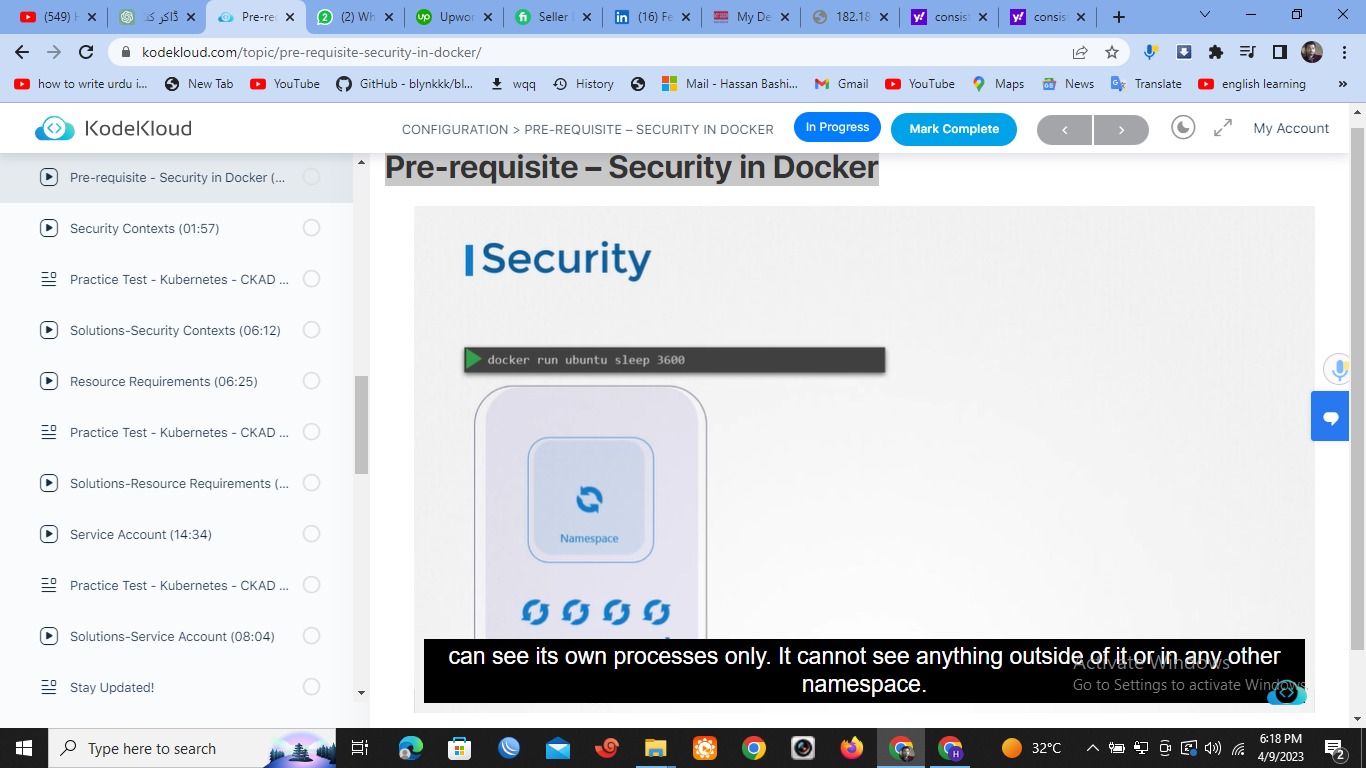 (549) H
ڈاکر کنٹ
Pre-re
(2) Wh
Upwor
Seller
(16) Fe
My De
182.18
consist
consis
kodekloud.com/topic/pre-requisite-security-in-docker/
how to write urdu i...
New Tab
YouTube
GitHub - blynkkk/bl...
wqq
History
Mail - Hassan Bashi...
Gmail
YouTube
Maps
News
Translate
english learning
»
KodeKloud
CONFIGURATION > PRE-REQUISITE – SECURITY IN DOCKER
In Progress
Mark Complete
My Account
Pre-requisite - Security in Docker (...
Security Contexts (01:57)
Practice Test - Kubernetes - CKAD ...
Solutions-Security Contexts (06:12)
Resource Requirements (06:25)
Practice Test - Kubernetes - CKAD ...
Solutions-Resource Requirements (...
Service Account (14:34)
Practice Test - Kubernetes - CKAD ...
Solutions-Service Account (08:04)
Stay Updated!
Pre-requisite – Security in Docker
Security
docker run ubuntu sleep 3600
Namespace
can see its own processes only. It cannot see anything outside of it or in any other
namespace.
Activate Windows
Go to Settings to activate Windows.
Type here to search
32°C
6:18 PM
4/9/2023
2